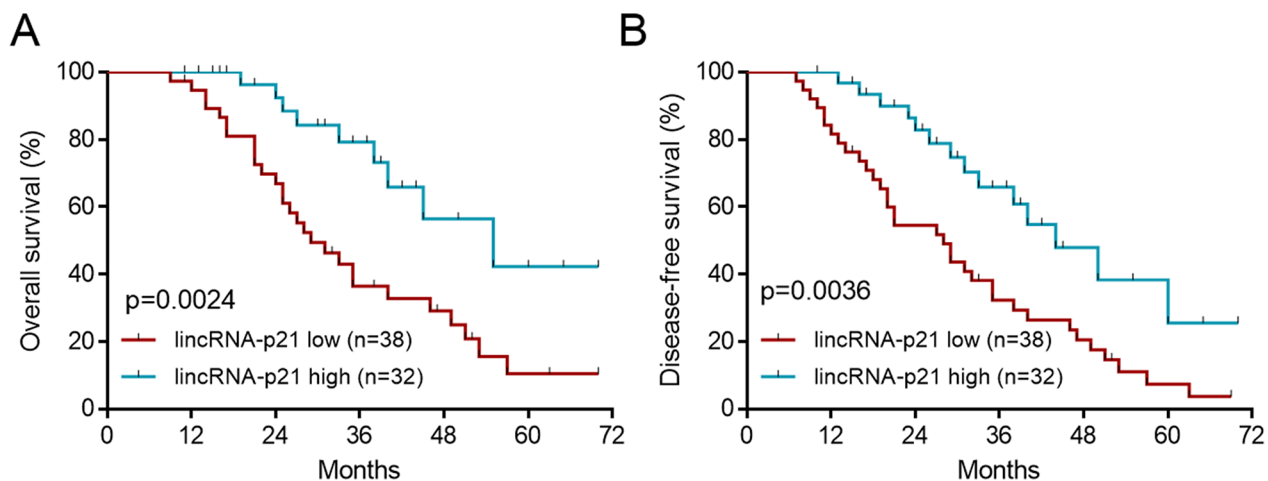 A
Overall survival (%)
100
80
60
40
20
0
p=0.0024
lincRNA-p21 low (n=38)
lincRNA-p21 high (n=32)
0 12 24 36 48 60 72
Months
B
Disease-free survival (%)
100
80
60
40
20
0
p=0.0036
lincRNA-p21 low (n=38)
lincRNA-p21 high (n=32)
0 12 24 36 48 60 72
Months